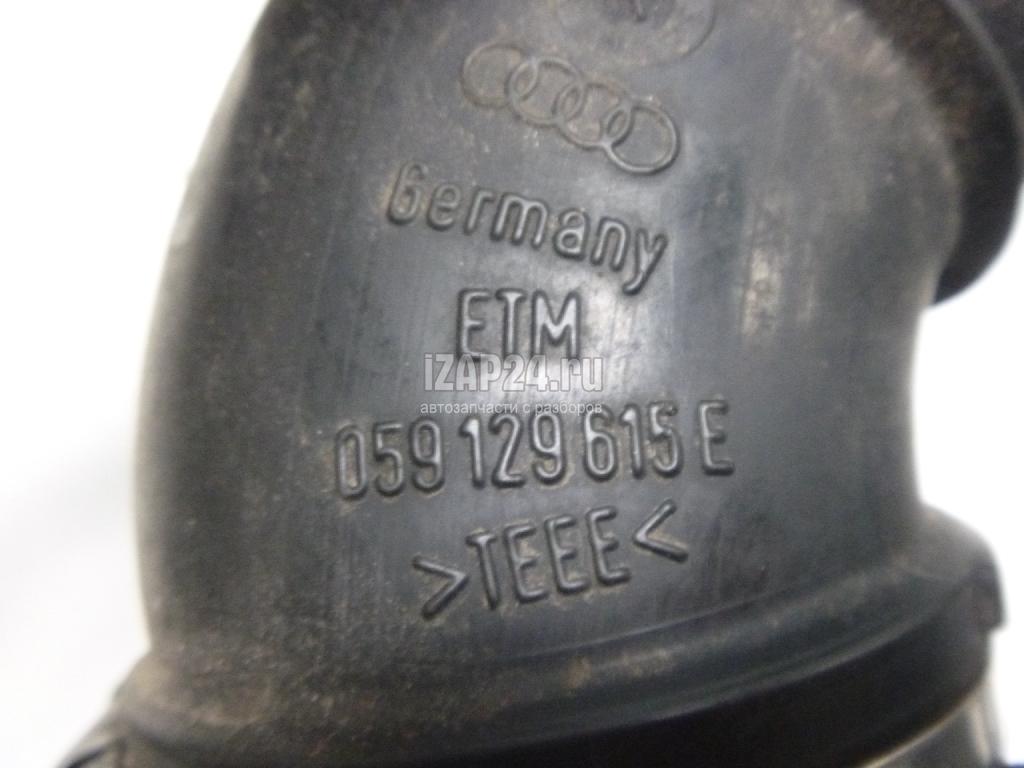 Germany
ETM
iZAP24.ru
автозапчасти с разборов
059 129 615 E
>TEEE<